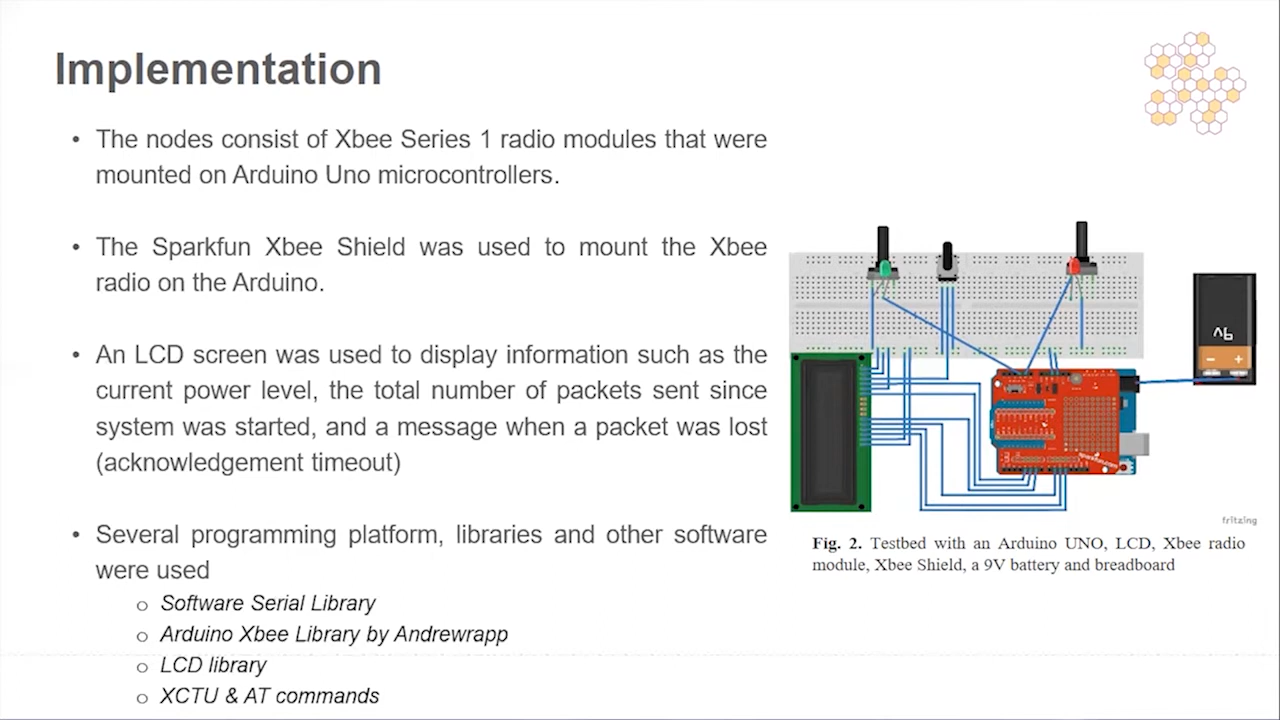 Implementation
• The nodes consist of Xbee Series 1 radio modules that were
mounted on Arduino Uno microcontrollers.
• The Sparkfun Xbee Shield was used to mount the Xbee
radio on the Arduino.
• An LCD screen was used to display information such as the
current power level, the total number of packets sent since
system was started, and a message when a packet was lost
(acknowledgement timeout)
• Several programming platform, libraries and other software
were used
o Software Serial Library
o Arduino Xbee Library by Andrewrapp
o LCD library
o XCTU & AT commands
9V
- +
fritzing
Fig. 2. Testbed with an Arduino UNO, LCD, Xbee radio
module, Xbee Shield, a 9V battery and breadboard